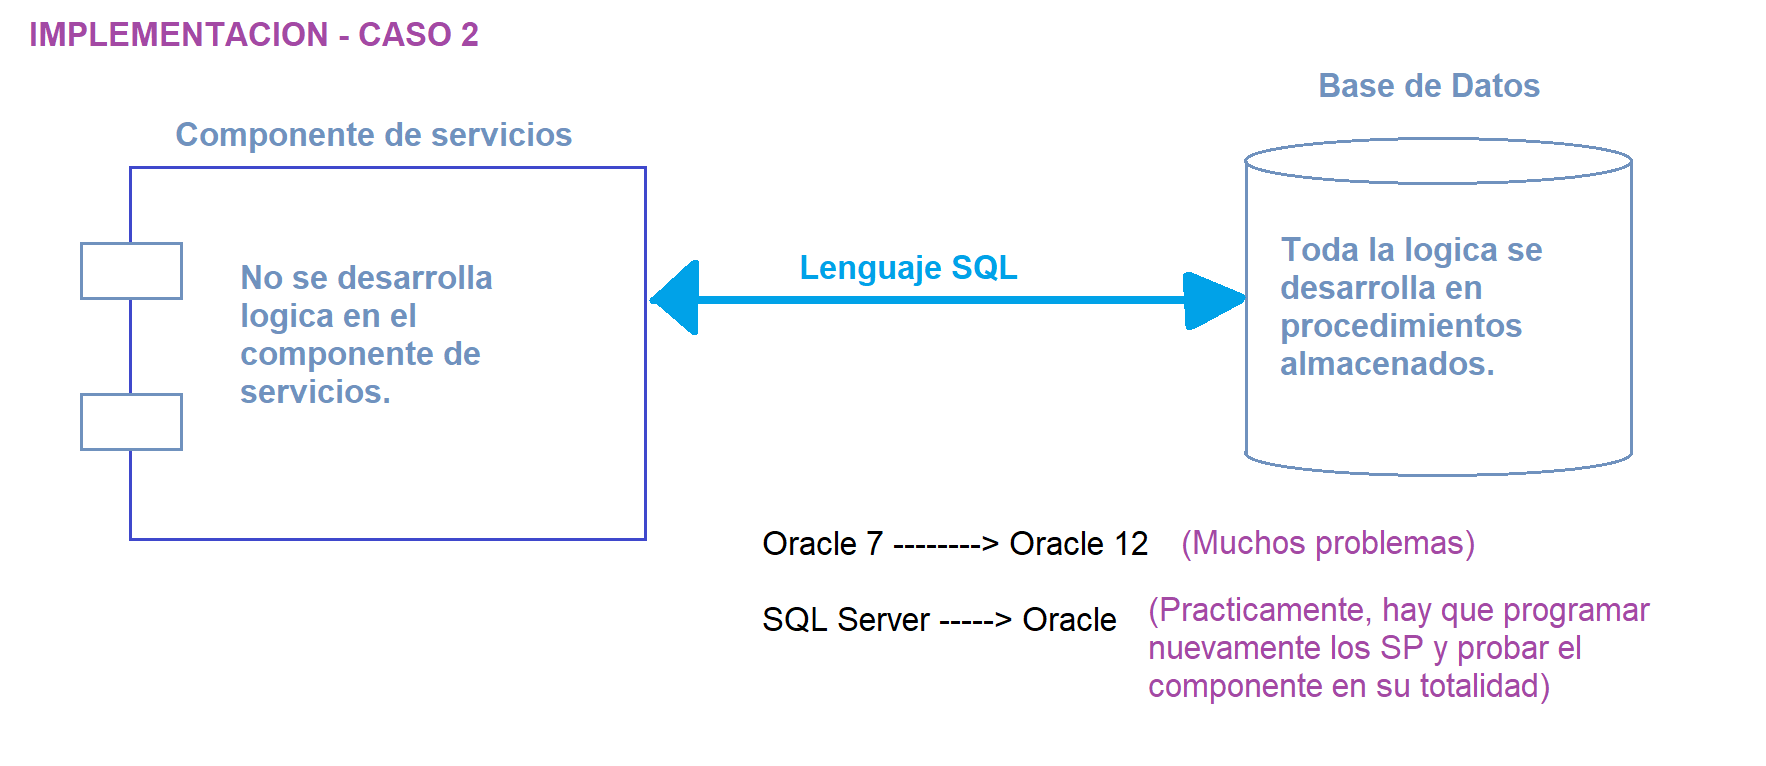 IMPLEMENTACION - CASO 2
Base de Datos
Componente de servicios
No se desarrolla
logica en el
componente de
servicios.
Lenguaje SQL
Toda la logica se
desarrolla en
procedimientos
almacenados.
Oracle 7 --------> Oracle 12 (Muchos problemas)
SQL Server -----> Oracle (Practicamente, hay que programar
nuevamente los SP y probar el
componente en su totalidad)